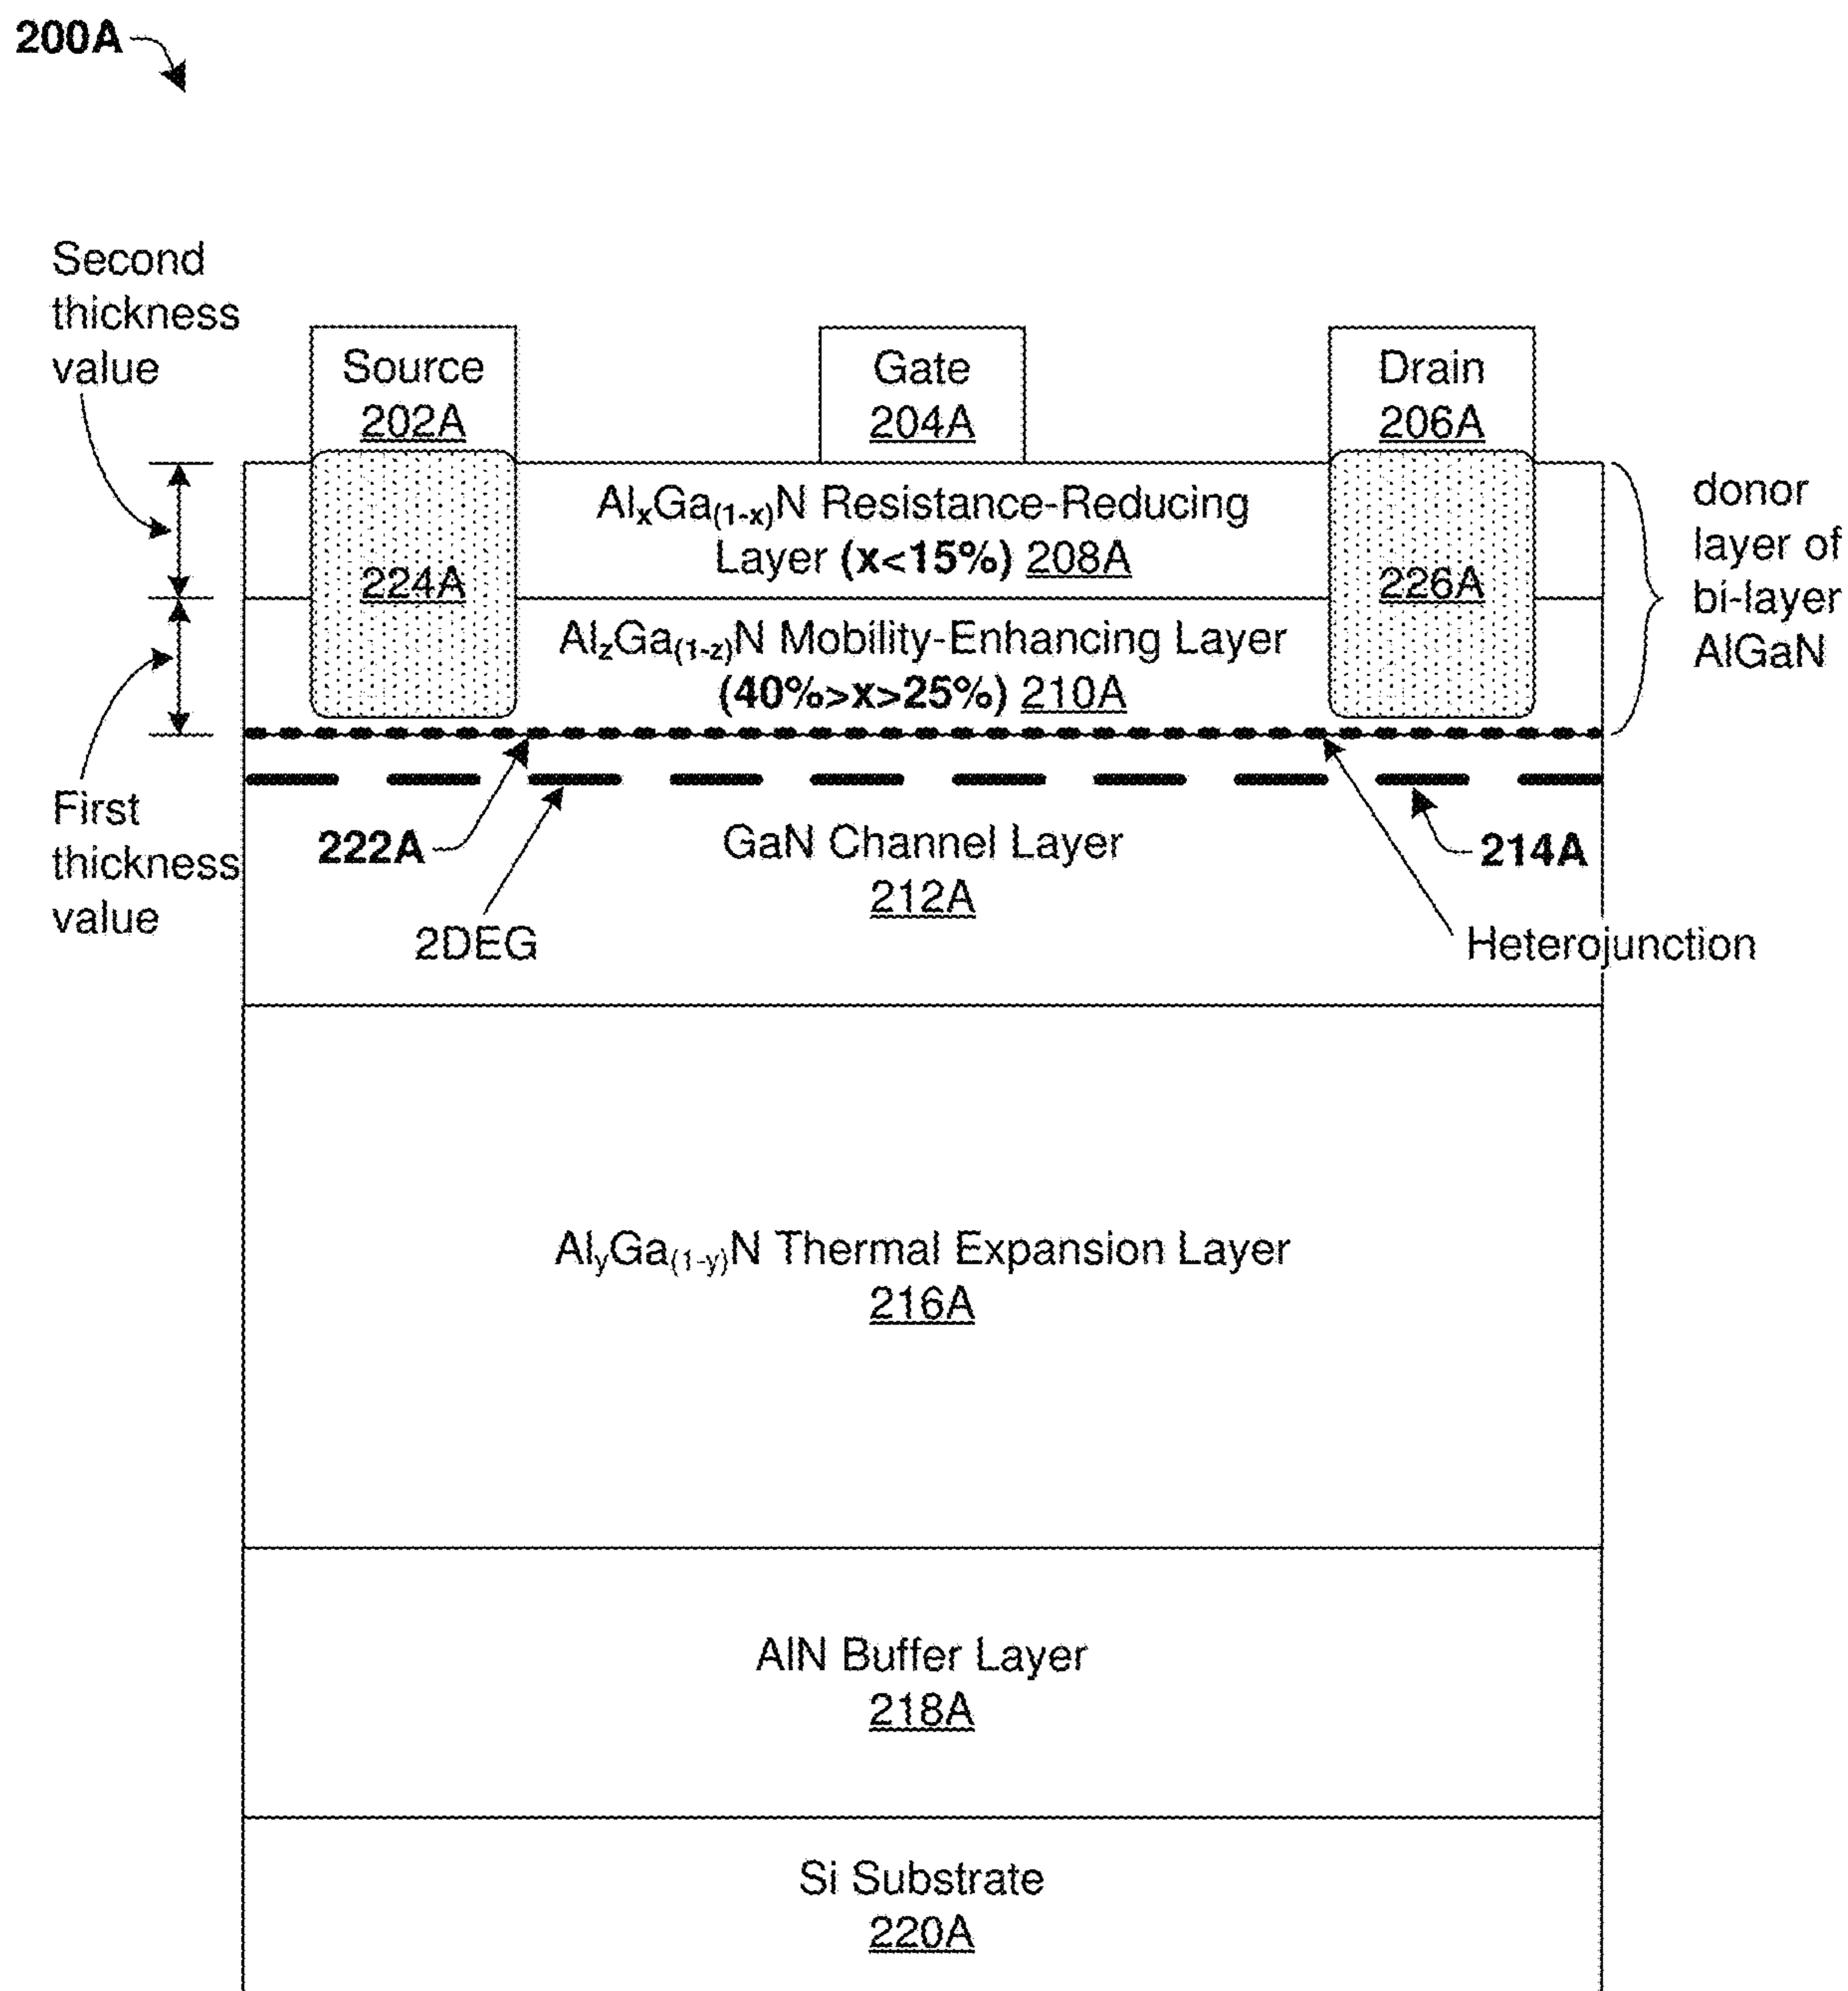 200A
Second
thickness
value
Source
202A
Gate
204A
Drain
206A
AlxGa(1-x)N Resistance-Reducing
Layer (x<15%) 208A
224A
226A
donor
layer of
bi-layer
AlGaN
AlzGa(1-z)N Mobility-Enhancing Layer
(40%>x>25%) 210A
First
thickness
value
222A
2DEG
GaN Channel Layer
212A
214A
Heterojunction
AlyGa(1-y)N Thermal Expansion Layer
216A
AlN Buffer Layer
218A
Si Substrate
220A